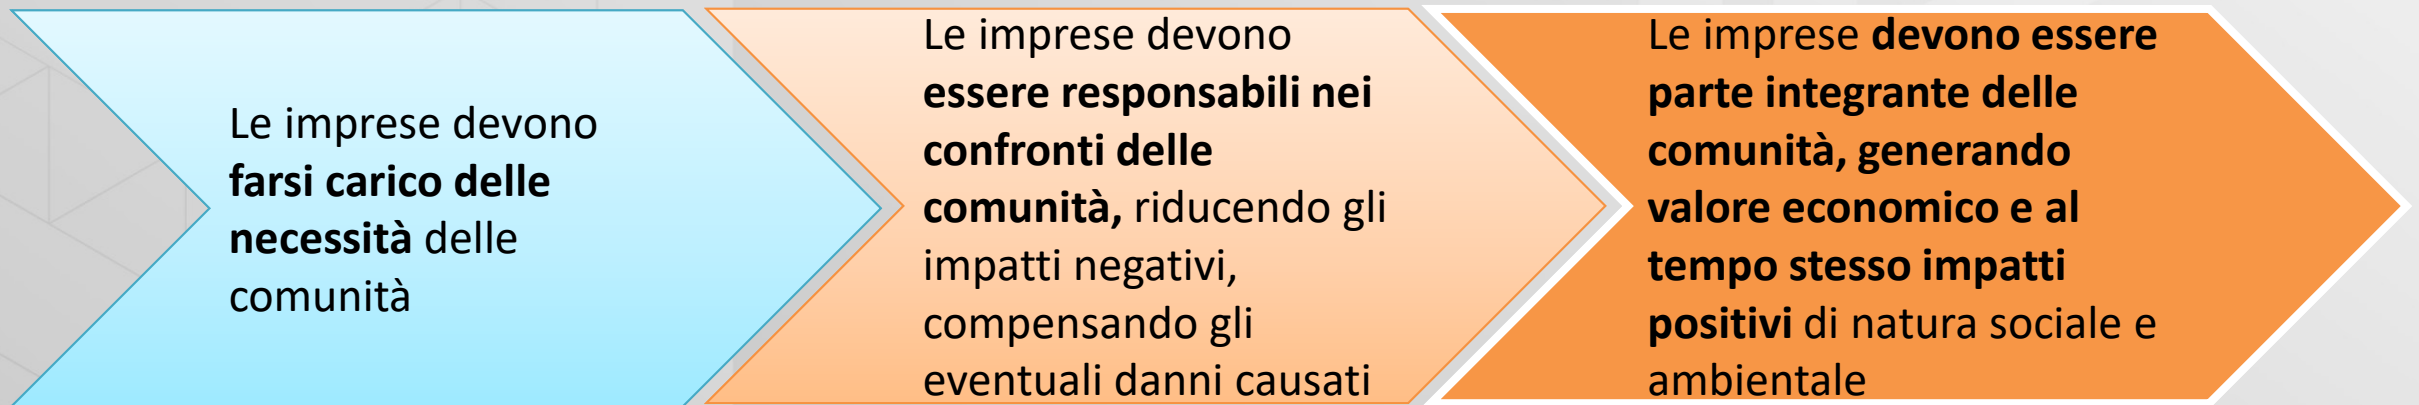 Le imprese devono
farsi carico delle
necessità delle
comunità
Le imprese devono
essere responsabili nei
confronti delle
comunità, riducendo gli
impatti negativi,
compensando gli
eventuali danni causati
Le imprese devono essere
parte integrante delle
comunità, generando
valore economico e al
tempo stesso impatti
positivi di natura sociale e
ambientale